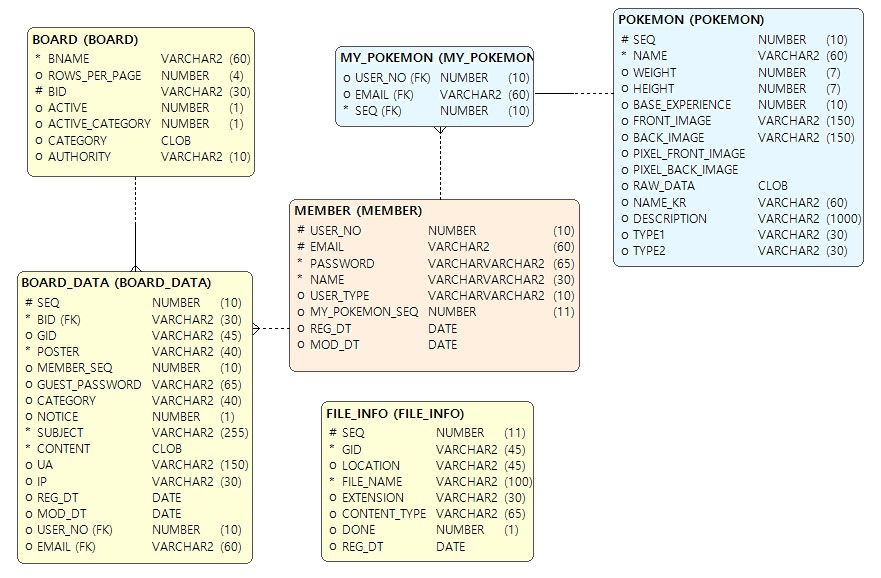 BOARD (BOARD)
* BNAME VARCHAR2 (60)
o ROWS_PER_PAGE NUMBER (4)
# BID VARCHAR2 (30)
o ACTIVE NUMBER (1)
o ACTIVE_CATEGORY NUMBER (1)
o CATEGORY CLOB
o AUTHORITY VARCHAR2 (10)
MY_POKEMON (MY_POKEMON
o USER_NO (FK) NUMBER (10)
o EMAIL (FK) VARCHAR2 (60)
* SEQ (FK) NUMBER (10)
POKEMON (POKEMON)
# SEQ NUMBER (10)
* NAME VARCHAR2 (60)
o WEIGHT NUMBER (7)
o HEIGHT NUMBER (7)
o BASE_EXPERIENCE NUMBER (10)
o FRONT_IMAGE VARCHAR2 (150)
o BACK_IMAGE VARCHAR2 (150)
o PIXEL_FRONT_IMAGE
o PIXEL_BACK_IMAGE
o RAW_DATA CLOB
o NAME_KR VARCHAR2 (60)
o DESCRIPTION VARCHAR2 (1000)
o TYPE1 VARCHAR2 (30)
o TYPE2 VARCHAR2 (30)
MEMBER (MEMBER)
# USER_NO NUMBER (10)
# EMAIL VARCHAR2 (60)
* PASSWORD VARCHARVARCHAR2 (65)
* NAME VARCHARVARCHAR2 (30)
o USER_TYPE VARCHARVARCHAR2 (10)
o MY_POKEMON_SEQ NUMBER (11)
o REG_DT DATE
o MOD_DT DATE
BOARD_DATA (BOARD_DATA)
# SEQ NUMBER (10)
* BID (FK) VARCHAR2 (30)
o GID VARCHAR2 (45)
* POSTER VARCHAR2 (40)
o MEMBER_SEQ NUMBER (10)
o GUEST_PASSWORD VARCHAR2 (65)
o CATEGORY VARCHAR2 (40)
o NOTICE NUMBER (1)
* SUBJECT VARCHAR2 (255)
* CONTENT CLOB
o UA VARCHAR2 (150)
o IP VARCHAR2 (30)
o REG_DT DATE
o MOD_DT DATE
o USER_NO (FK) NUMBER (10)
o EMAIL (FK) VARCHAR2 (60)
FILE_INFO (FILE_INFO)
# SEQ NUMBER (11)
* GID VARCHAR2 (45)
o LOCATION VARCHAR2 (45)
* FILE_NAME VARCHAR2 (100)
o EXTENSION VARCHAR2 (30)
o CONTENT_TYPE VARCHAR2 (65)
o DONE NUMBER (1)
o REG_DT DATE